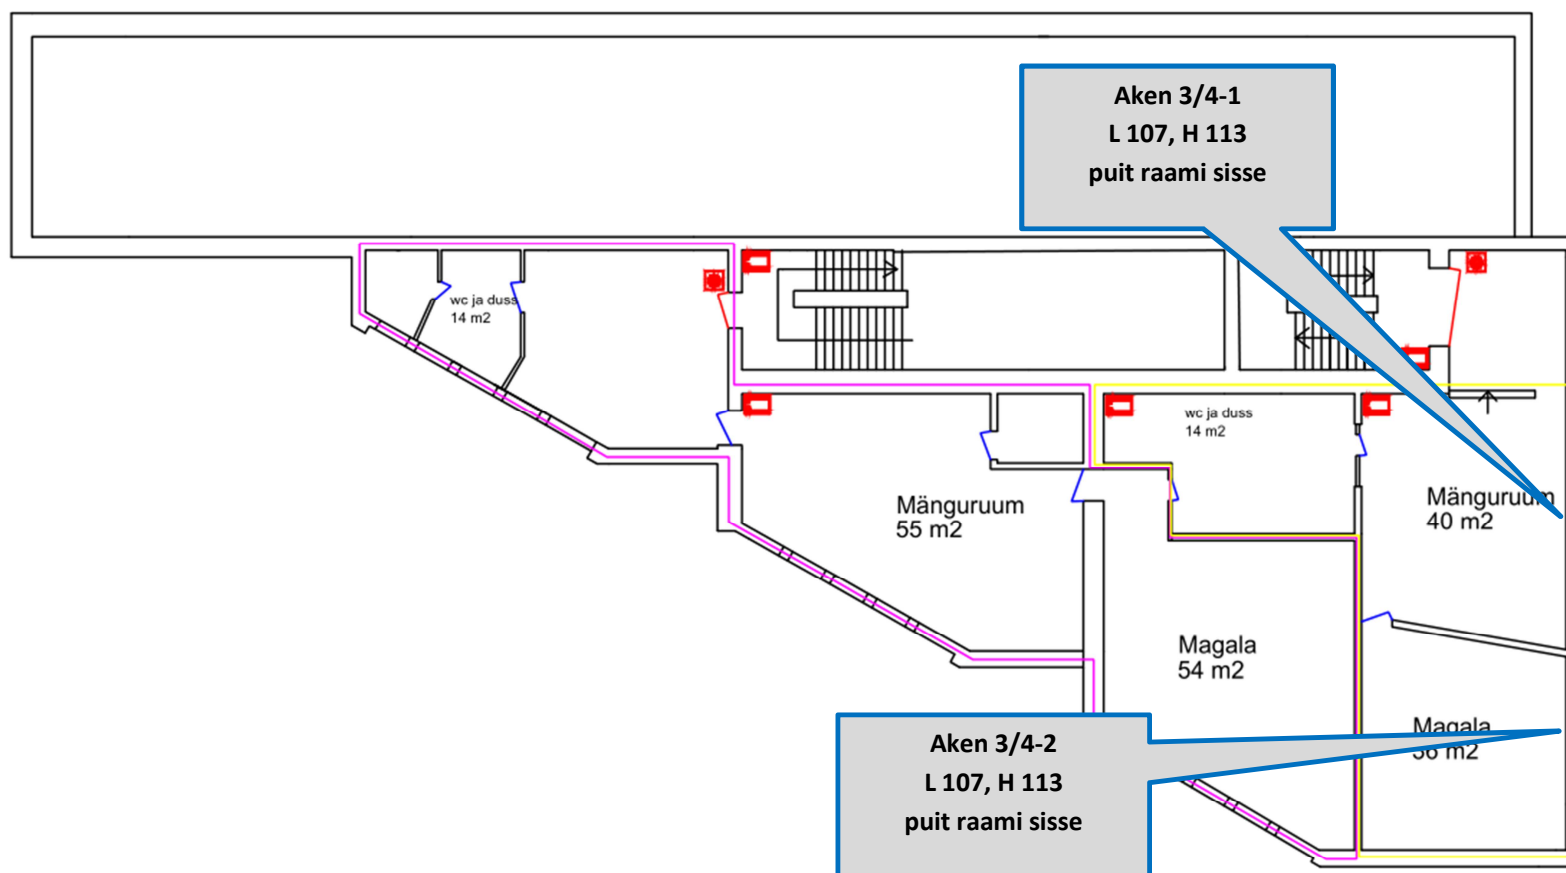 Aken 3/4-1
L 107, H 113
puit raami sisse
wc ja duss
14 m2
wc ja duss
14 m2
Mänguruum
55 m2
Mänguruum
40 m2
Magala
54 m2
Magala
36 m2
Aken 3/4-2
L 107, H 113
puit raami sisse